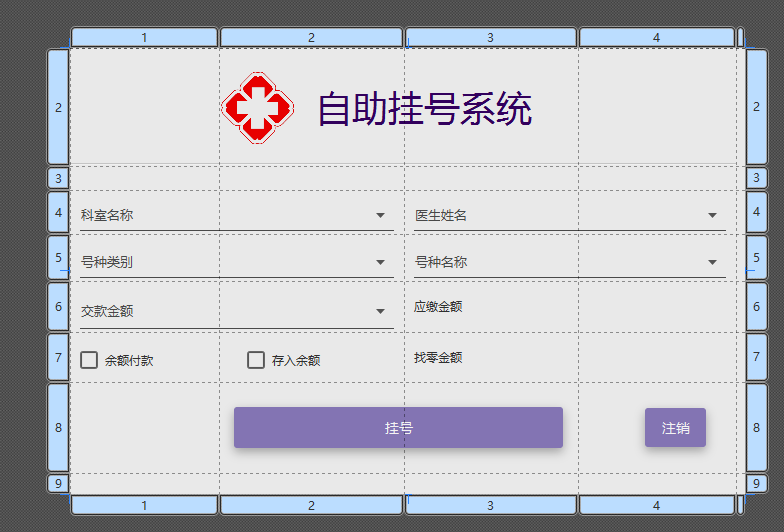 1 2 3 4
2 自助挂号系统 2
3 3
4 科室名称 医生姓名 4
5 号种类别 号种名称 5
6 交款金额 应缴金额 6
7 余额付款 存入余额 找零金额 7
8 挂号 注销 8
9 9
1 2 3 4